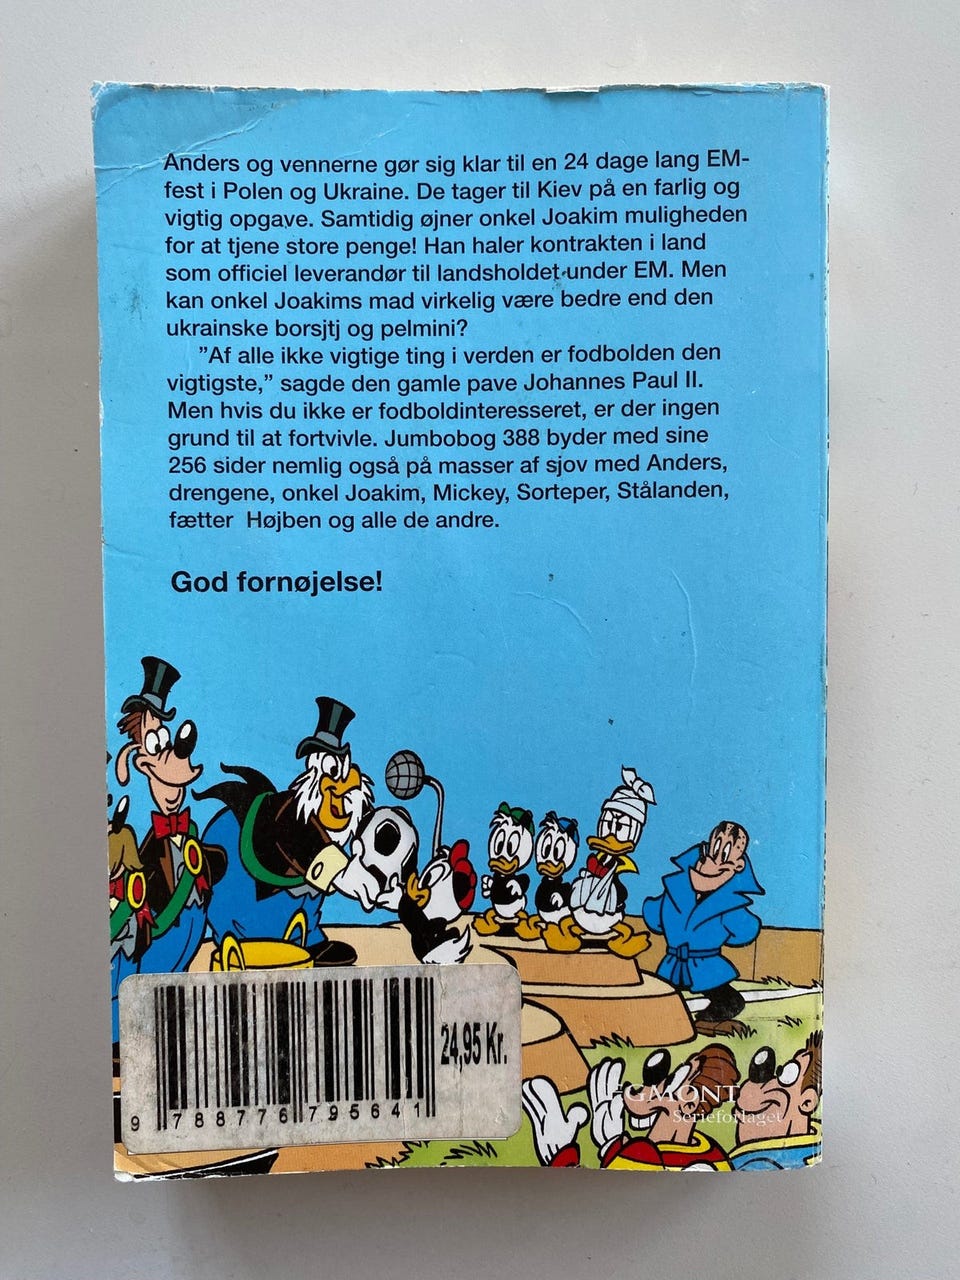 Anders og vennerne gør sig klar til en 24 dage lang EM-
fest i Polen og Ukraine. De tager til Kiev på en farlig og
vigtig opgave. Samtidig øjner onkel Joakim muligheden
for at tjene store penge! Han haler kontrakten i land
som officiel leverandør til landsholdet under EM. Men
kan onkel Joakims mad virkelig være bedre end den
ukrainske borsjtj og pelmini?
”Af alle ikke vigtige ting i verden er fodbolden den
vigtigste,” sagde den gamle pave Johannes Paul II.
Men hvis du ikke er fodboldinteresseret, er der ingen
grund til at fortvivle. Jumbobog 388 byder med sine
256 sider nemlig også på masser af sjov med Anders,
drengene, onkel Joakim, Mickey, Sorteper, Stålanden,
fætter Højben og alle de andre.
God fornøjelse!
24,95 Kr.
9 788776 795641
EGMONT
Serieforlaget